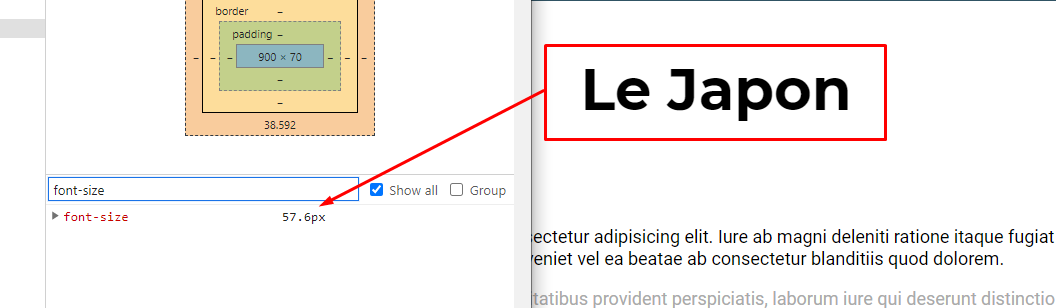 border –
padding –
– – – 900 × 70 – – –
–
–
38.592
font-size
Show all
Group
font-size 57.6px
Le Japon
sectetur adipisicing elit. Iure ab magni deleniti ratione itaque fugiat
veniet vel ea beatae ab consectetur blanditiis quod dolorem.
tatibus provident perspiciatis, laborum iure qui deserunt distinctio